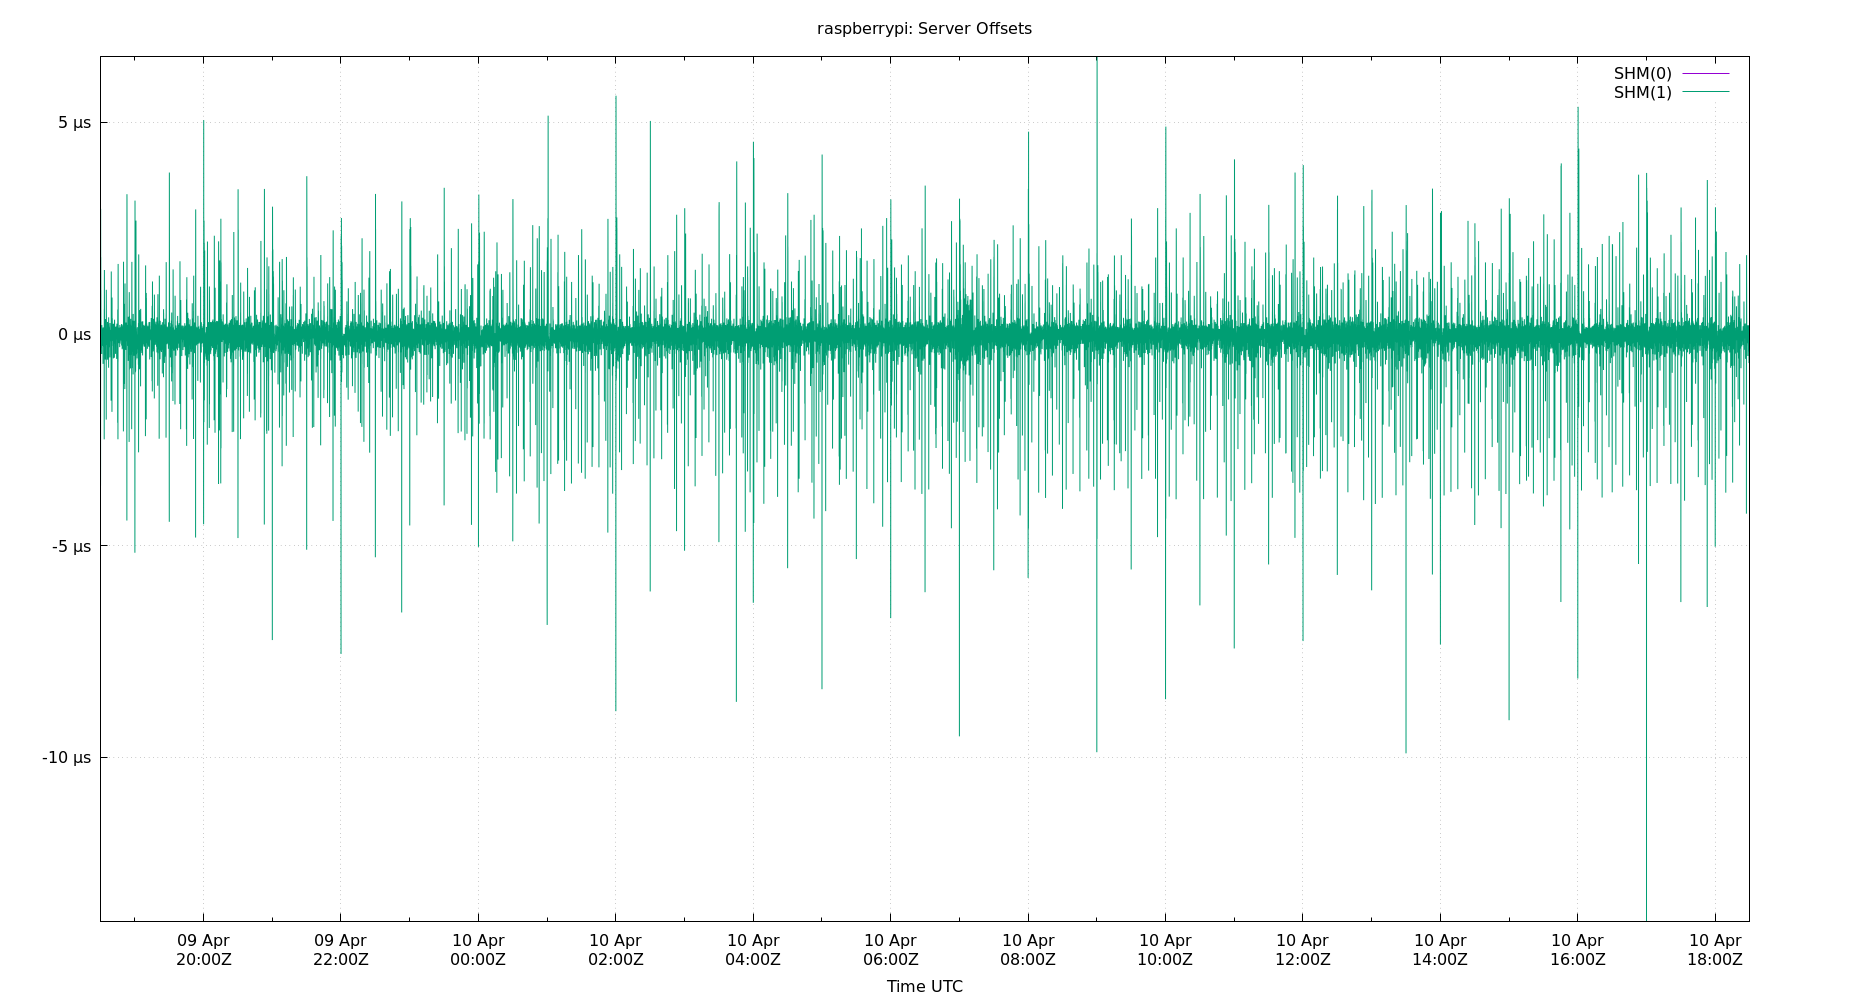 raspberrypi: Server Offsets
SHM(0)
SHM(1)
5 µs
0 µs
-5 µs
-10 µs
09 Apr 09 Apr 10 Apr 10 Apr 10 Apr 10 Apr 10 Apr 10 Apr 10 Apr 10 Apr 10 Apr 10 Apr
20:00Z 22:00Z 00:00Z 02:00Z 04:00Z 06:00Z 08:00Z 10:00Z 12:00Z 14:00Z 16:00Z 18:00Z
Time UTC